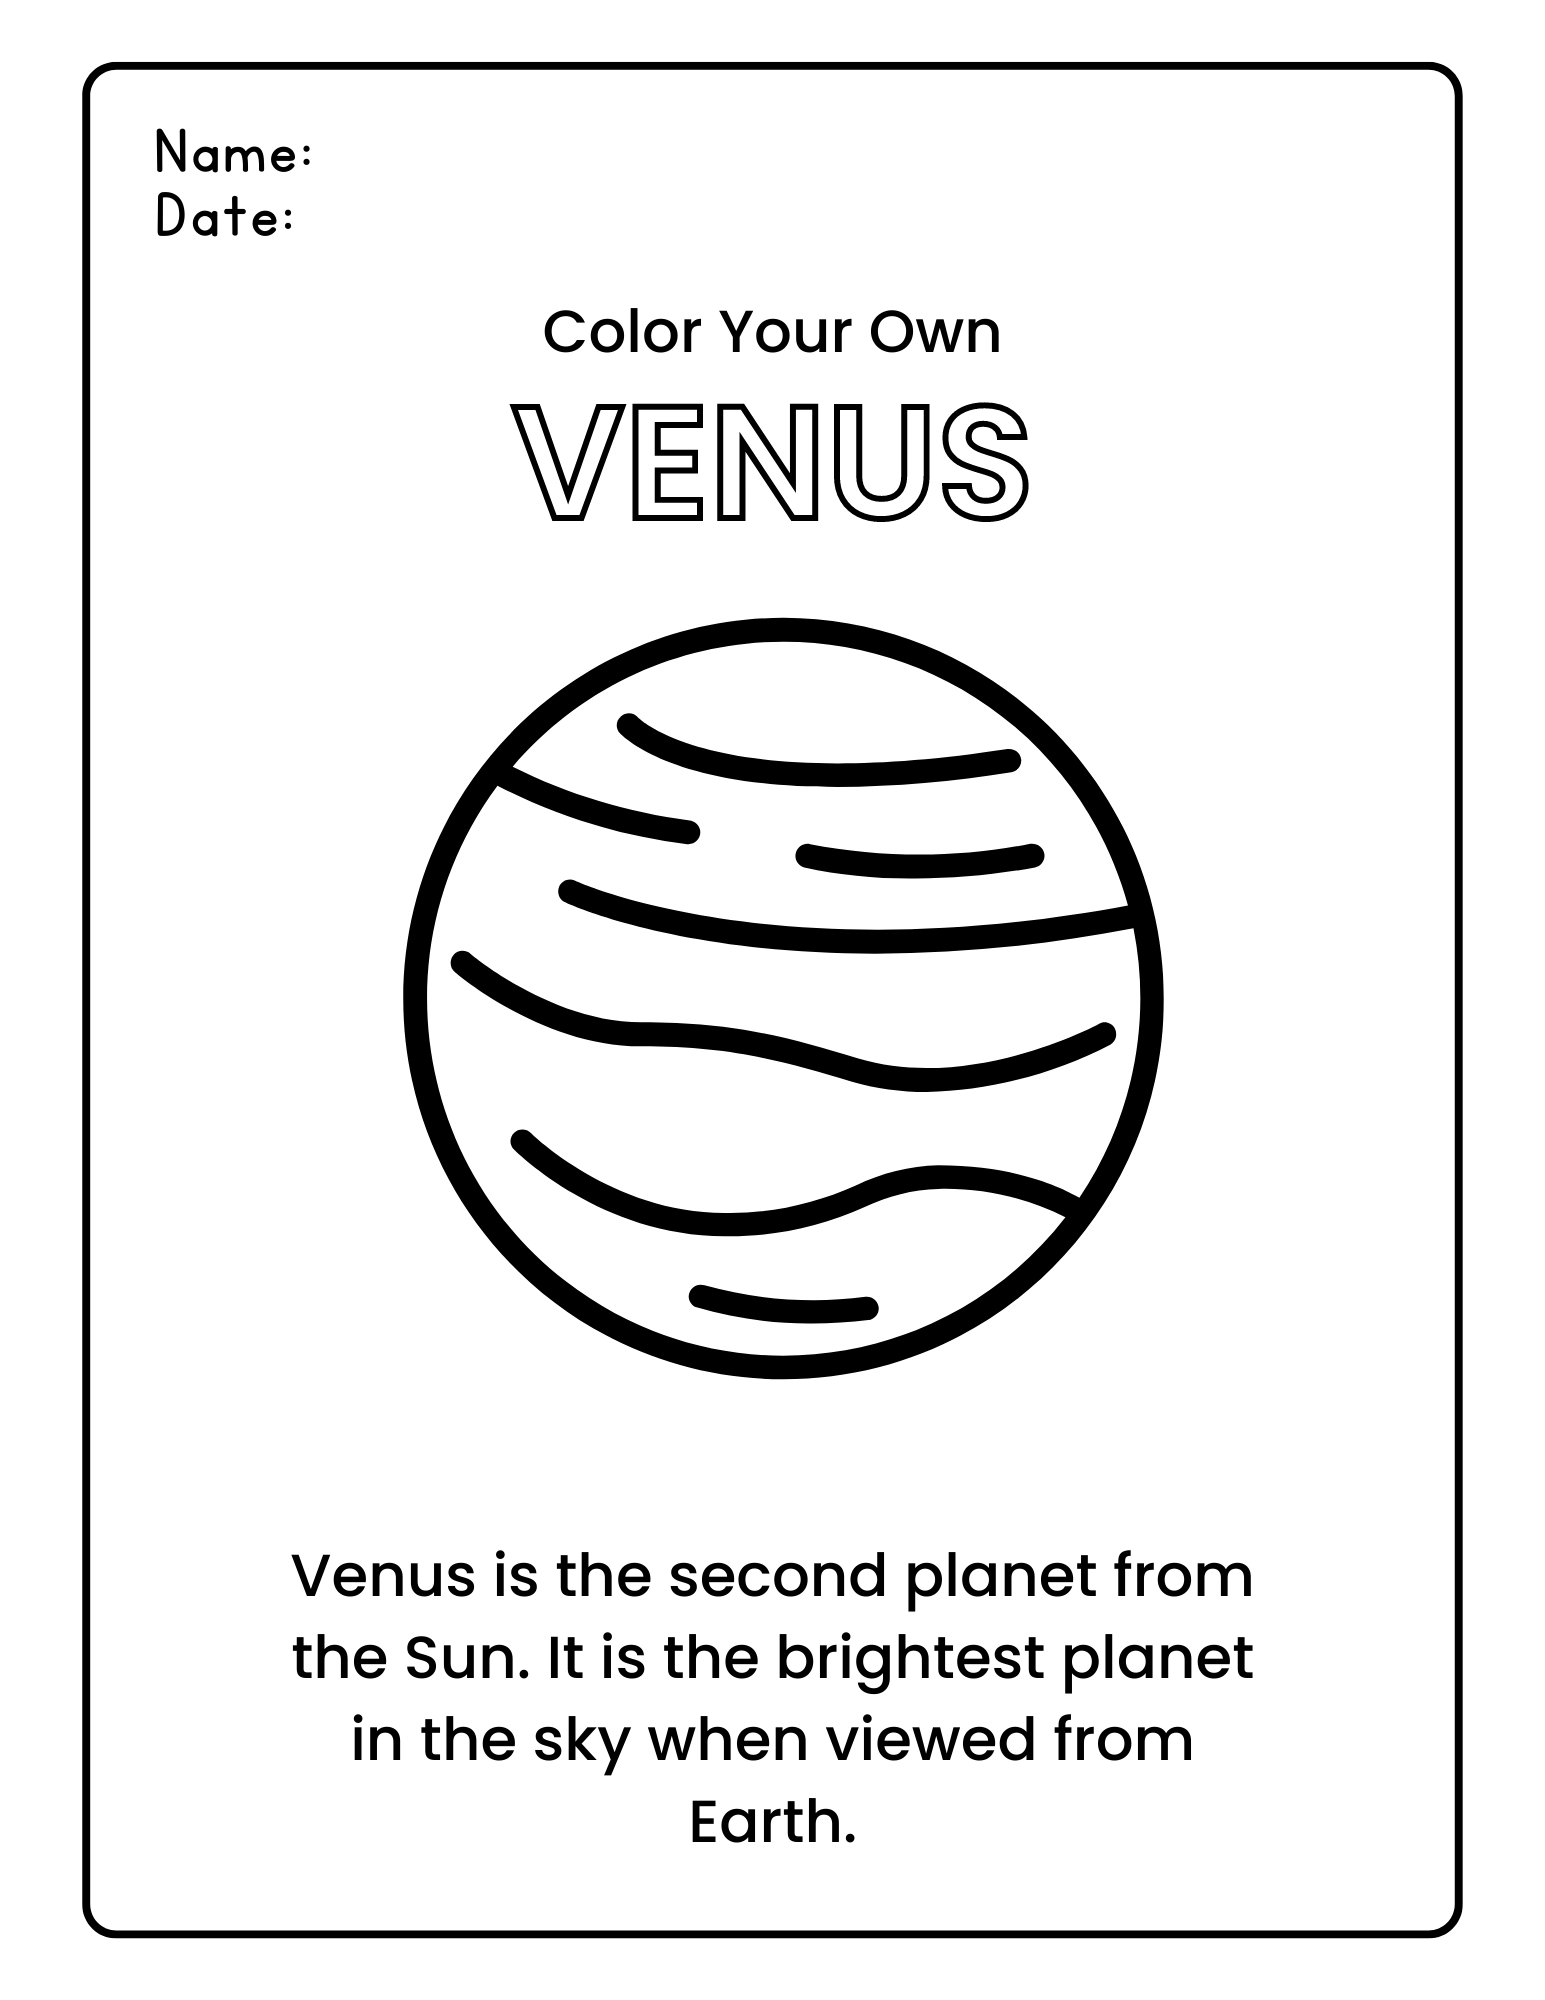 Name:
Date:
Color Your Own
VENUS
Venus is the second planet from
the Sun. It is the brightest planet
in the sky when viewed from
Earth.